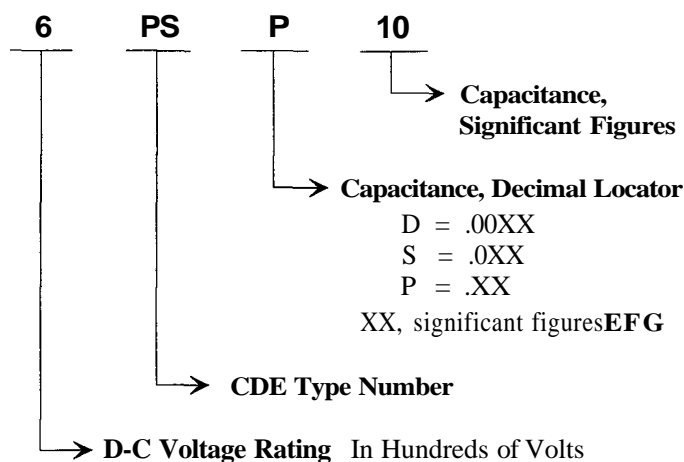 6 PS P 10
Capacitance,
Significant Figures
Capacitance, Decimal Locator
D = .00XX
S = .0XX
P = .XX
XX, significant figuresEFG
CDE Type Number
D-C Voltage Rating In Hundreds of Volts